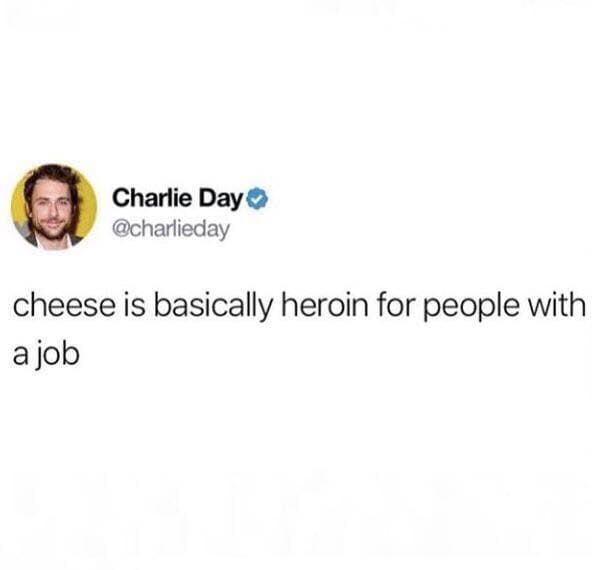 Charlie Day
@charlieday
cheese is basically heroin for people with
a job